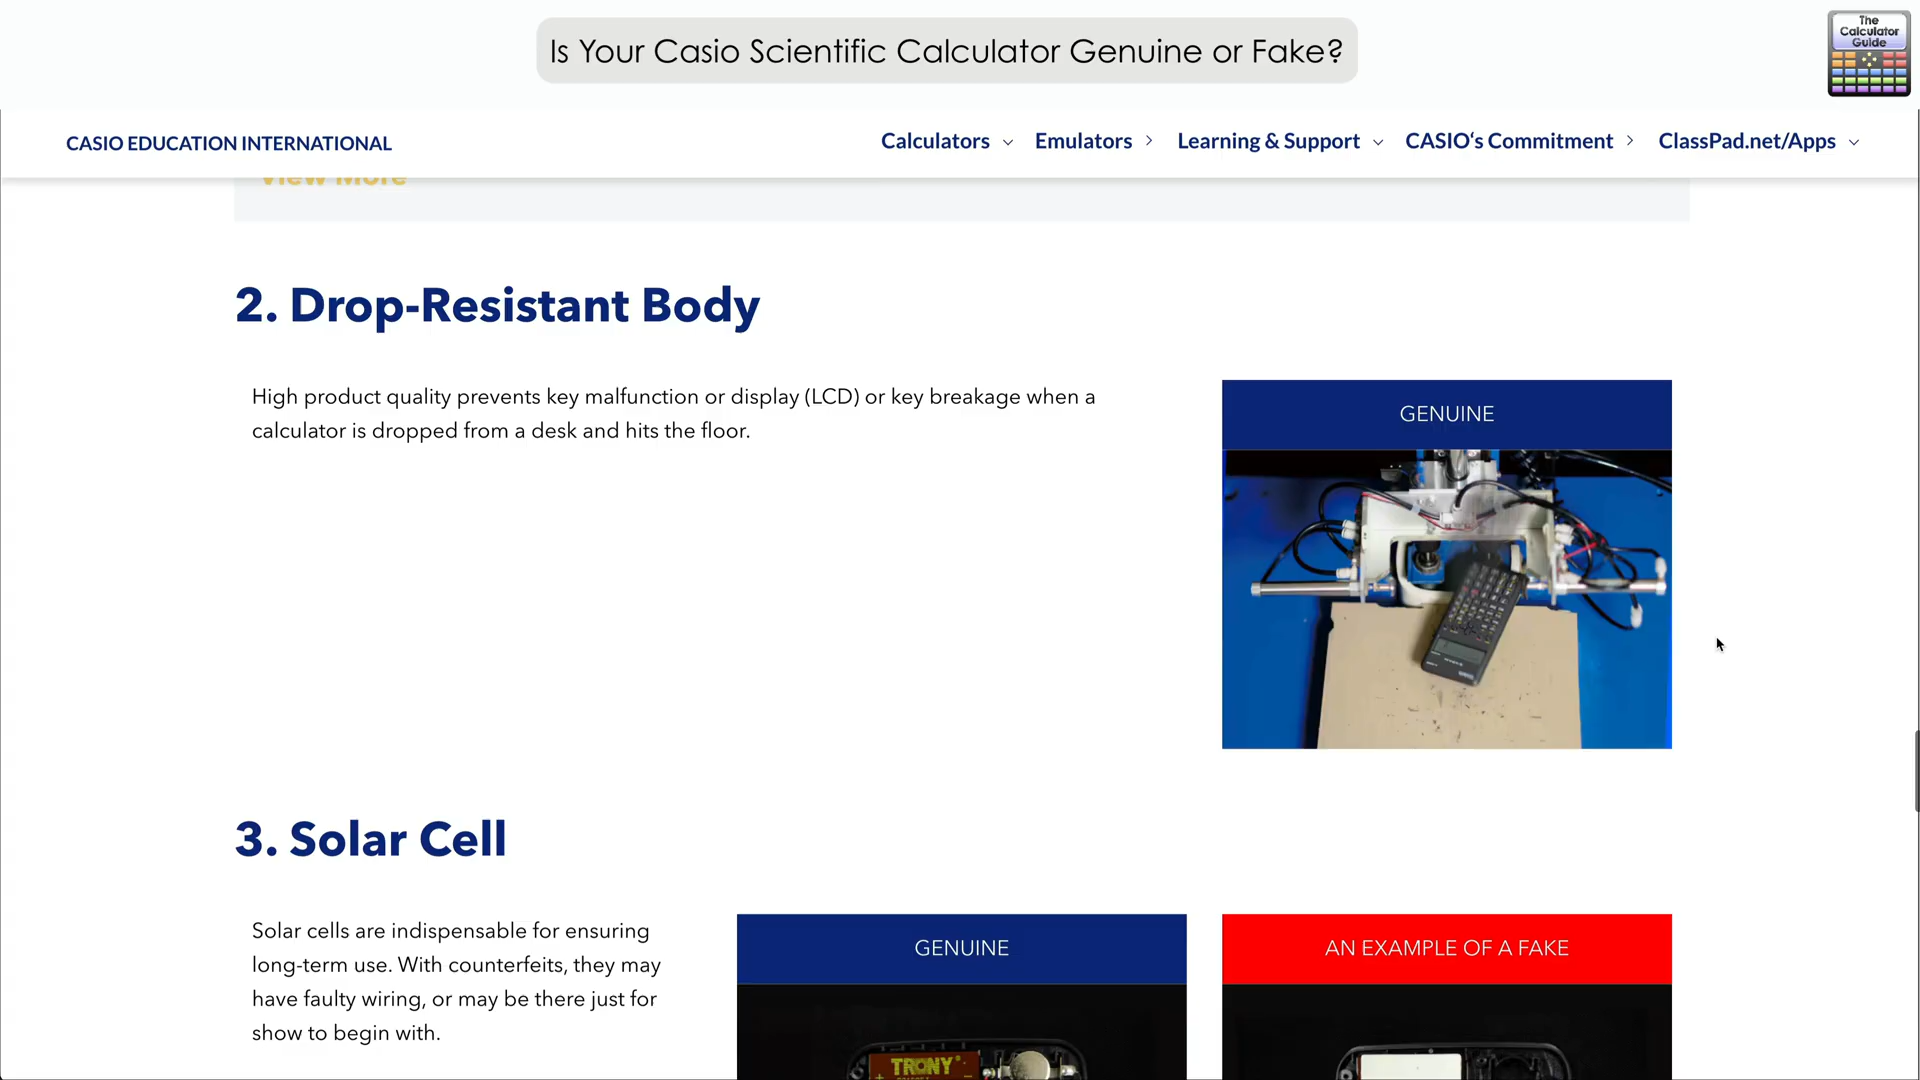 Is Your Casio Scientific Calculator Genuine or Fake?
The
Calculator
Guide
CASIO EDUCATION INTERNATIONAL
Calculators
Emulators
Learning & Support
CASIO‘s Commitment
ClassPad.net/Apps
View More
2. Drop-Resistant Body
High product quality prevents key malfunction or display (LCD) or key breakage when a
calculator is dropped from a desk and hits the floor.
GENUINE
3. Solar Cell
Solar cells are indispensable for ensuring
long-term use. With counterfeits, they may
have faulty wiring, or may be there just for
show to begin with.
GENUINE
AN EXAMPLE OF A FAKE
TRONY